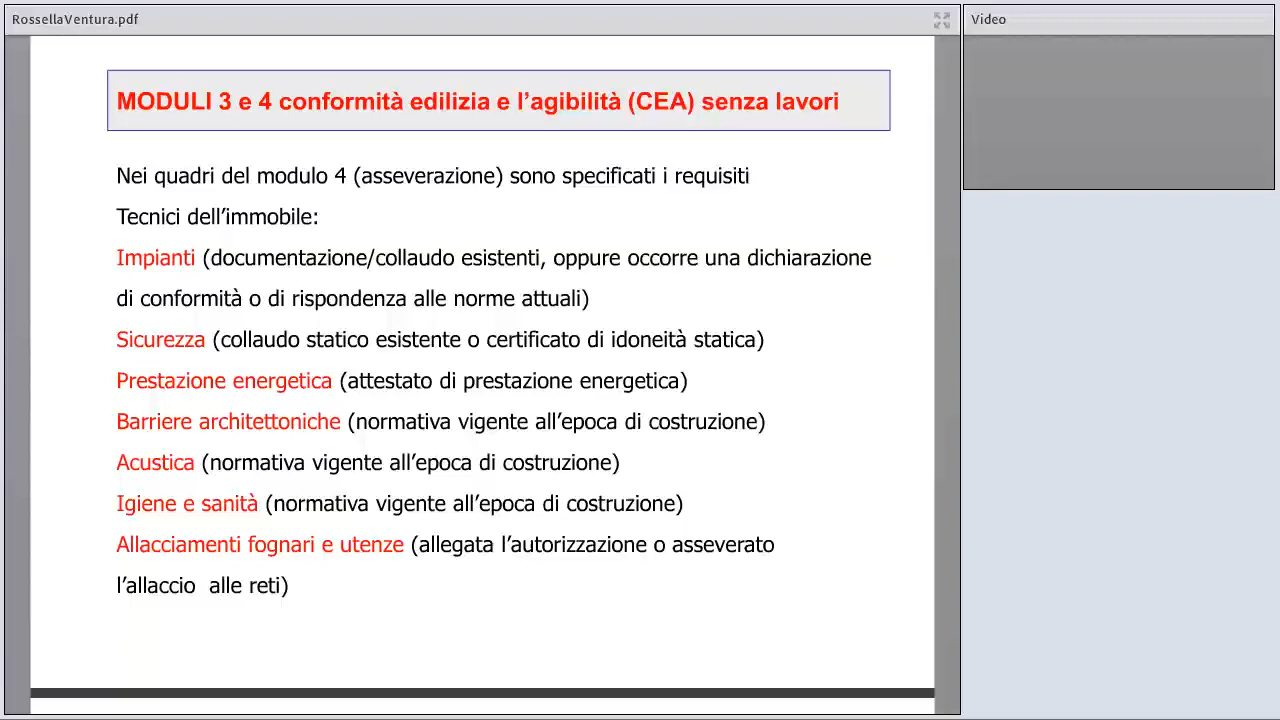 RossellaVentura.pdf
Video
MODULI 3 e 4 conformità edilizia e l’agibilità (CEA) senza lavori
Nei quadri del modulo 4 (asseverazione) sono specificati i requisiti
Tecnici dell’immobile:
Impianti (documentazione/collaudo esistenti, oppure occorre una dichiarazione
di conformità o di rispondenza alle norme attuali)
Sicurezza (collaudo statico esistente o certificato di idoneità statica)
Prestazione energetica (attestato di prestazione energetica)
Barriere architettoniche (normativa vigente all’epoca di costruzione)
Acustica (normativa vigente all’epoca di costruzione)
Igiene e sanità (normativa vigente all’epoca di costruzione)
Allacciamenti fognari e utenze (allegata l’autorizzazione o asseverato
l’allaccio  alle reti)